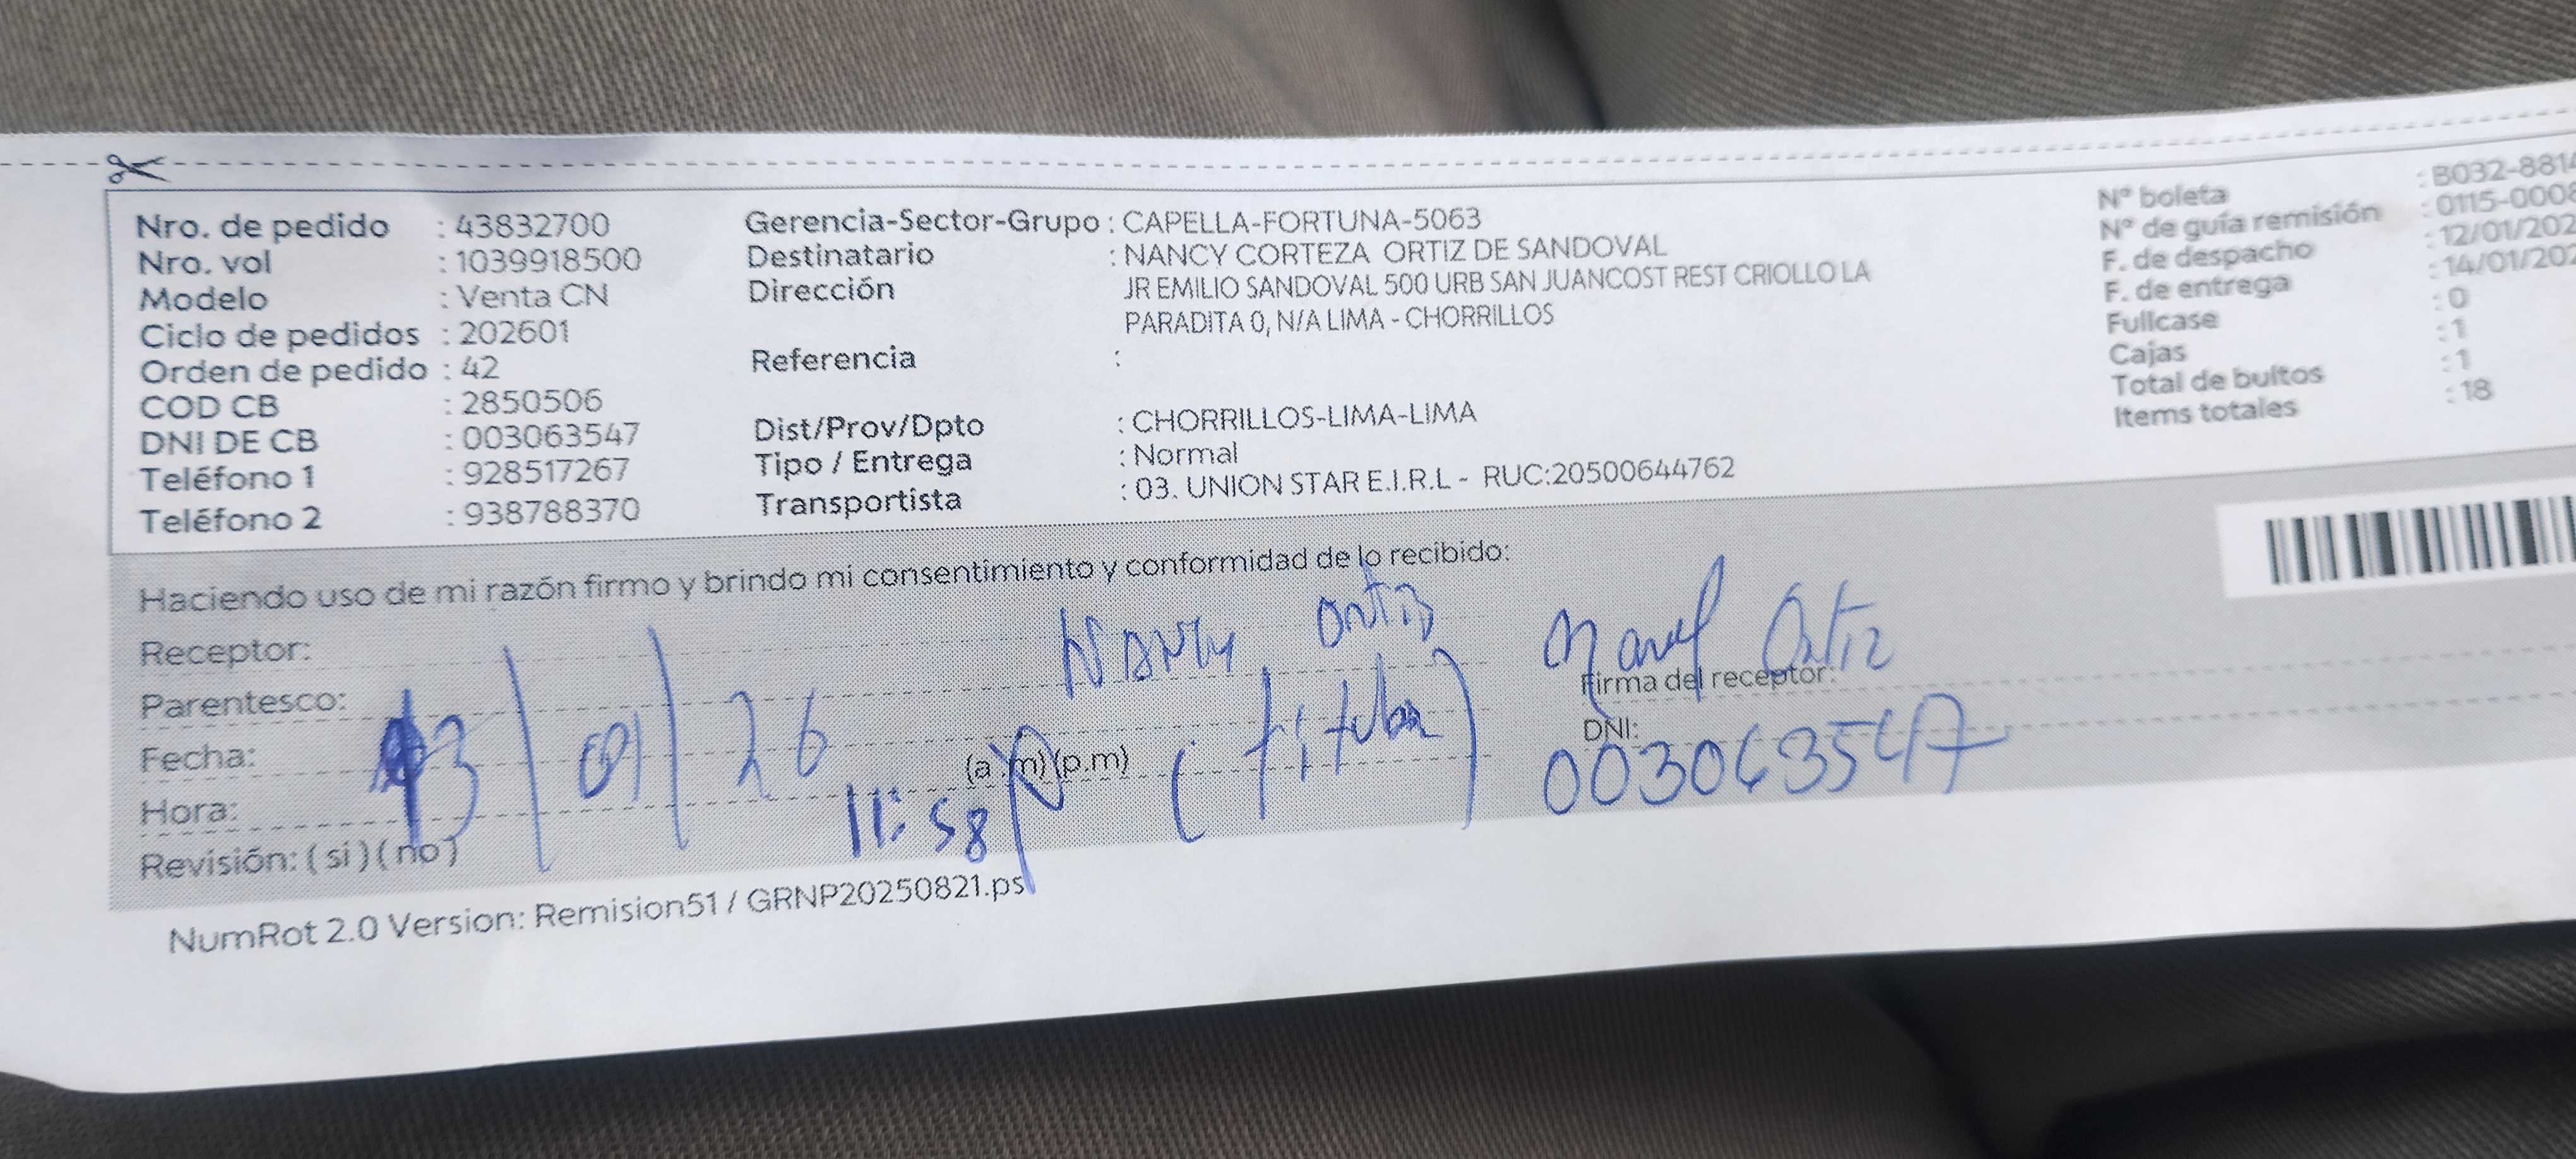 Nro. de pedido : 43832700
Nro. vol : 1039918500
Modelo : Venta CN
Ciclo de pedidos : 202601
Orden de pedido : 42
COD CB : 2850506
DNI DE CB : 003063547
Teléfono 1 : 928517267
Teléfono 2 : 938788370
Gerencia-Sector-Grupo : CAPELLA-FORTUNA-5063
Destinatario : NANCY CORTEZA ORTIZ DE SANDOVAL
Dirección JR EMILIO SANDOVAL 500 URB SAN JUANCOST REST CRIOLLO LA
PARADITA 0, N/A LIMA - CHORRILLOS
Referencia :
Dist/Prov/Dpto : CHORRILLOS-LIMA-LIMA
Tipo / Entrega : Normal
Transportista : 03. UNION STAR E.I.R.L - RUC:20500644762
N° boleta : B032-881
N° de guía remisión : 0115-000
F. de despacho : 12/01/202
F. de entrega : 14/01/202
Fullcase : 0
Cajas : 1
Total de bultos : 1
Items totales : 18
Haciendo uso de mi razón firmo y brindo mi consentimiento y conformidad de lo recibido:
Receptor: Nancy Ortiz
Parentesco: (titular)
Fecha: 13/01/26
Hora: 11:58 (a.m)(p.m)
Revisión: (si)(no)
Nancy Ortiz
Firma del receptor:
DNI: 003063547
NumRot 2.0 Version: Remision51 / GRNP20250821.ps